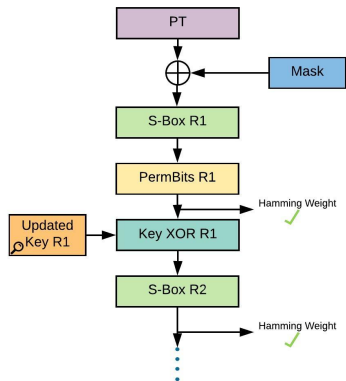 PT
Mask
S-Box R1
PermBits R1
Hamming Weight
Updated
Key R1
Key XOR R1
S-Box R2
Hamming Weight